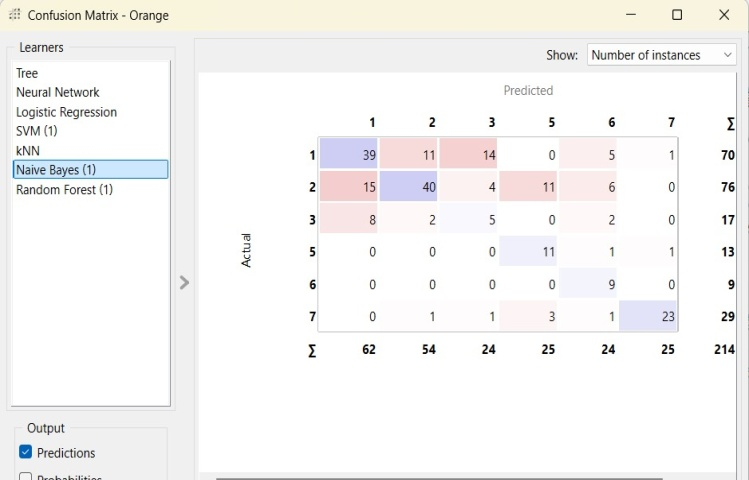 Confusion Matrix - Orange
Learners
Tree
Neural Network
Logistic Regression
SVM (1)
kNN
Naive Bayes (1)
Random Forest (1)
Output
Predictions
Probabilities
Show: Number of instances
Predicted
1 2 3 5 6 7 Σ
Actual
1 39 11 14 0 5 1 70
2 15 40 4 11 6 0 76
3 8 2 5 0 2 0 17
5 0 0 0 11 1 1 13
6 0 0 0 0 9 0 9
7 0 1 1 3 1 23 29
Σ 62 54 24 25 24 25 214